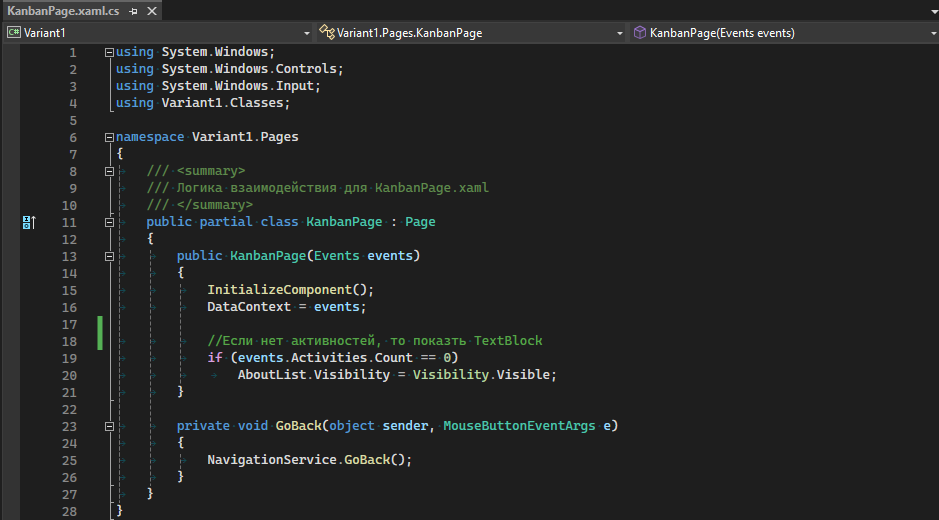 KanbanPage.xaml.cs
C# Variant1
Variant1.Pages.KanbanPage
KanbanPage(Events events)
1 using System.Windows;
2 using System.Windows.Controls;
3 using System.Windows.Input;
4 using Variant1.Classes;
5
6 namespace Variant1.Pages
7 {
8 /// <summary>
9 /// Логика взаимодействия для KanbanPage.xaml
10 /// </summary>
11 public partial class KanbanPage : Page
12 {
13 public KanbanPage(Events events)
14 {
15 InitializeComponent();
16 DataContext = events;
17
18 //Если нет активностей, то показть TextBlock
19 if (events.Activities.Count == 0)
20 AboutList.Visibility = Visibility.Visible;
21 }
22
23 private void GoBack(object sender, MouseButtonEventArgs e)
24 {
25 NavigationService.GoBack();
26 }
27 }
28 }